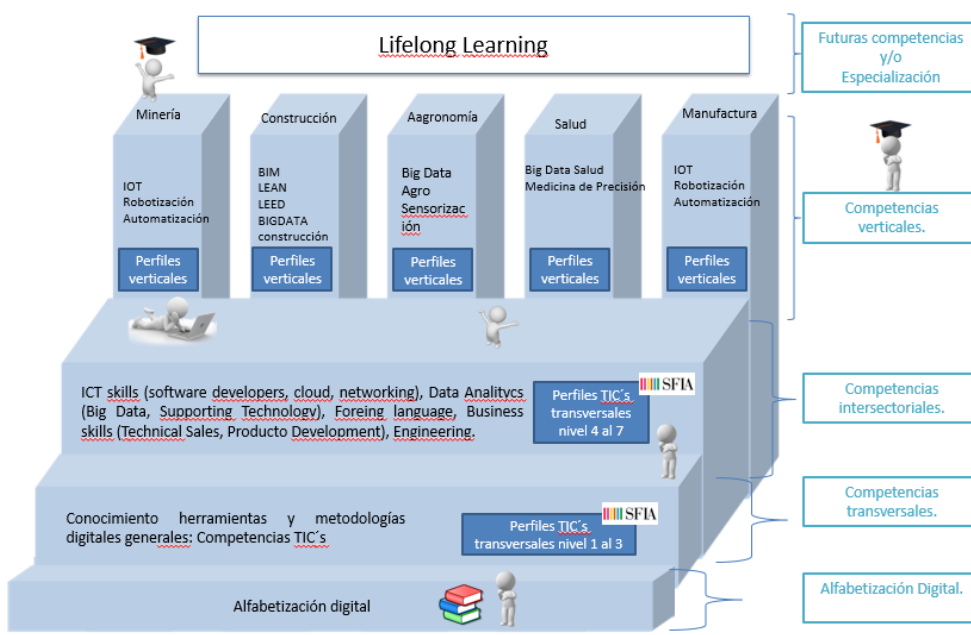 Lifelong Learning
Futuras competencias
y/o
Especialización
Minería
Construcción
Aagronomía
Salud
Manufactura
IOT
Robotización
Automatización
BIM
LEAN
LEED
BIGDATA
construcción
Big Data
Agro
Sensorizac
ión
Big Data Salud
Medicina de Precisión
IOT
Robotización
Automatización
Perfiles
verticales
Perfiles
verticales
Perfiles
verticales
Perfiles
verticales
Perfiles
verticales
Competencias
verticales.
ICT skills (software developers, cloud, networking), Data Analitycs
(Big Data, Supporting Technology), Foreing language, Business
skills (Technical Sales, Producto Development), Engineering.
Perfiles TIC´s
transversales
nivel 4 al 7
SFIA
Competencias
intersectoriales.
Conocimiento herramientas y metodologías
digitales generales: Competencias TIC´s
Perfiles TIC´s
transversales nivel 1 al 3
SFIA
Competencias
transversales.
Alfabetización digital
Alfabetización Digital.